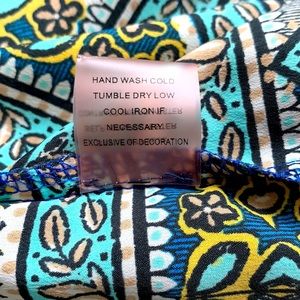 HAND WASH COLD
TUMBLE DRY LOW
COOL IRON IF
NECESSARY
EXCLUSIVE OF DECORATION